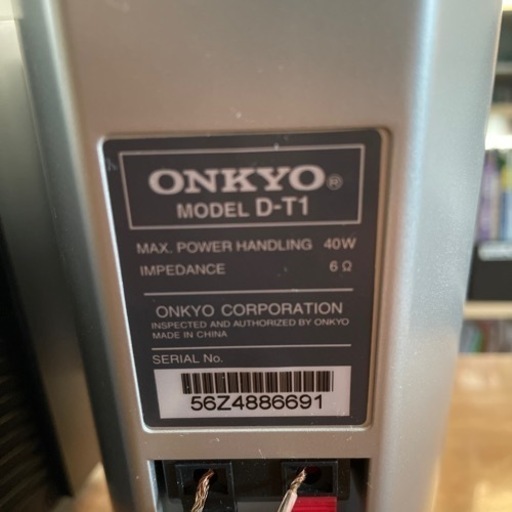 ONKYO®
MODEL D-T1
MAX. POWER HANDLING 40W
IMPEDANCE 6 Ω
ONKYO CORPORATION
INSPECTED AND AUTHORIZED BY ONKYO
MADE IN CHINA
SERIAL No.
56Z4886691